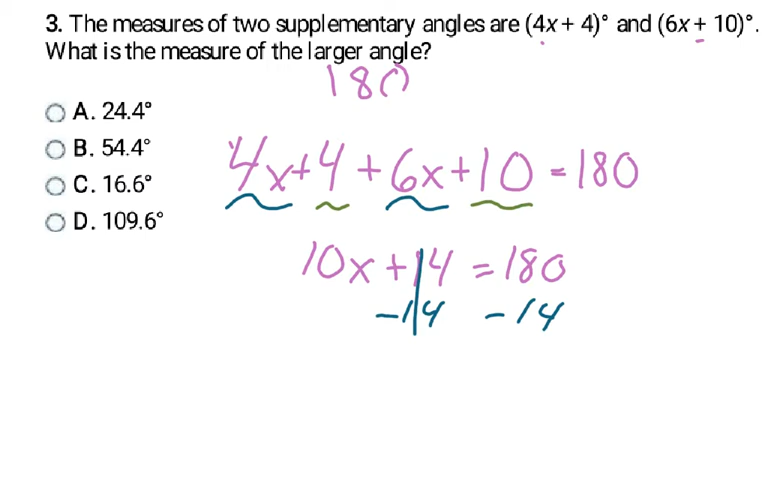 3. The measures of two supplementary angles are (4x + 4)° and (6x + 10)°.
What is the measure of the larger angle?
180
A. 24.4°
B. 54.4°
C. 16.6°
D. 109.6°
4x+4+6x+10=180
10x+14=180
-14 -14